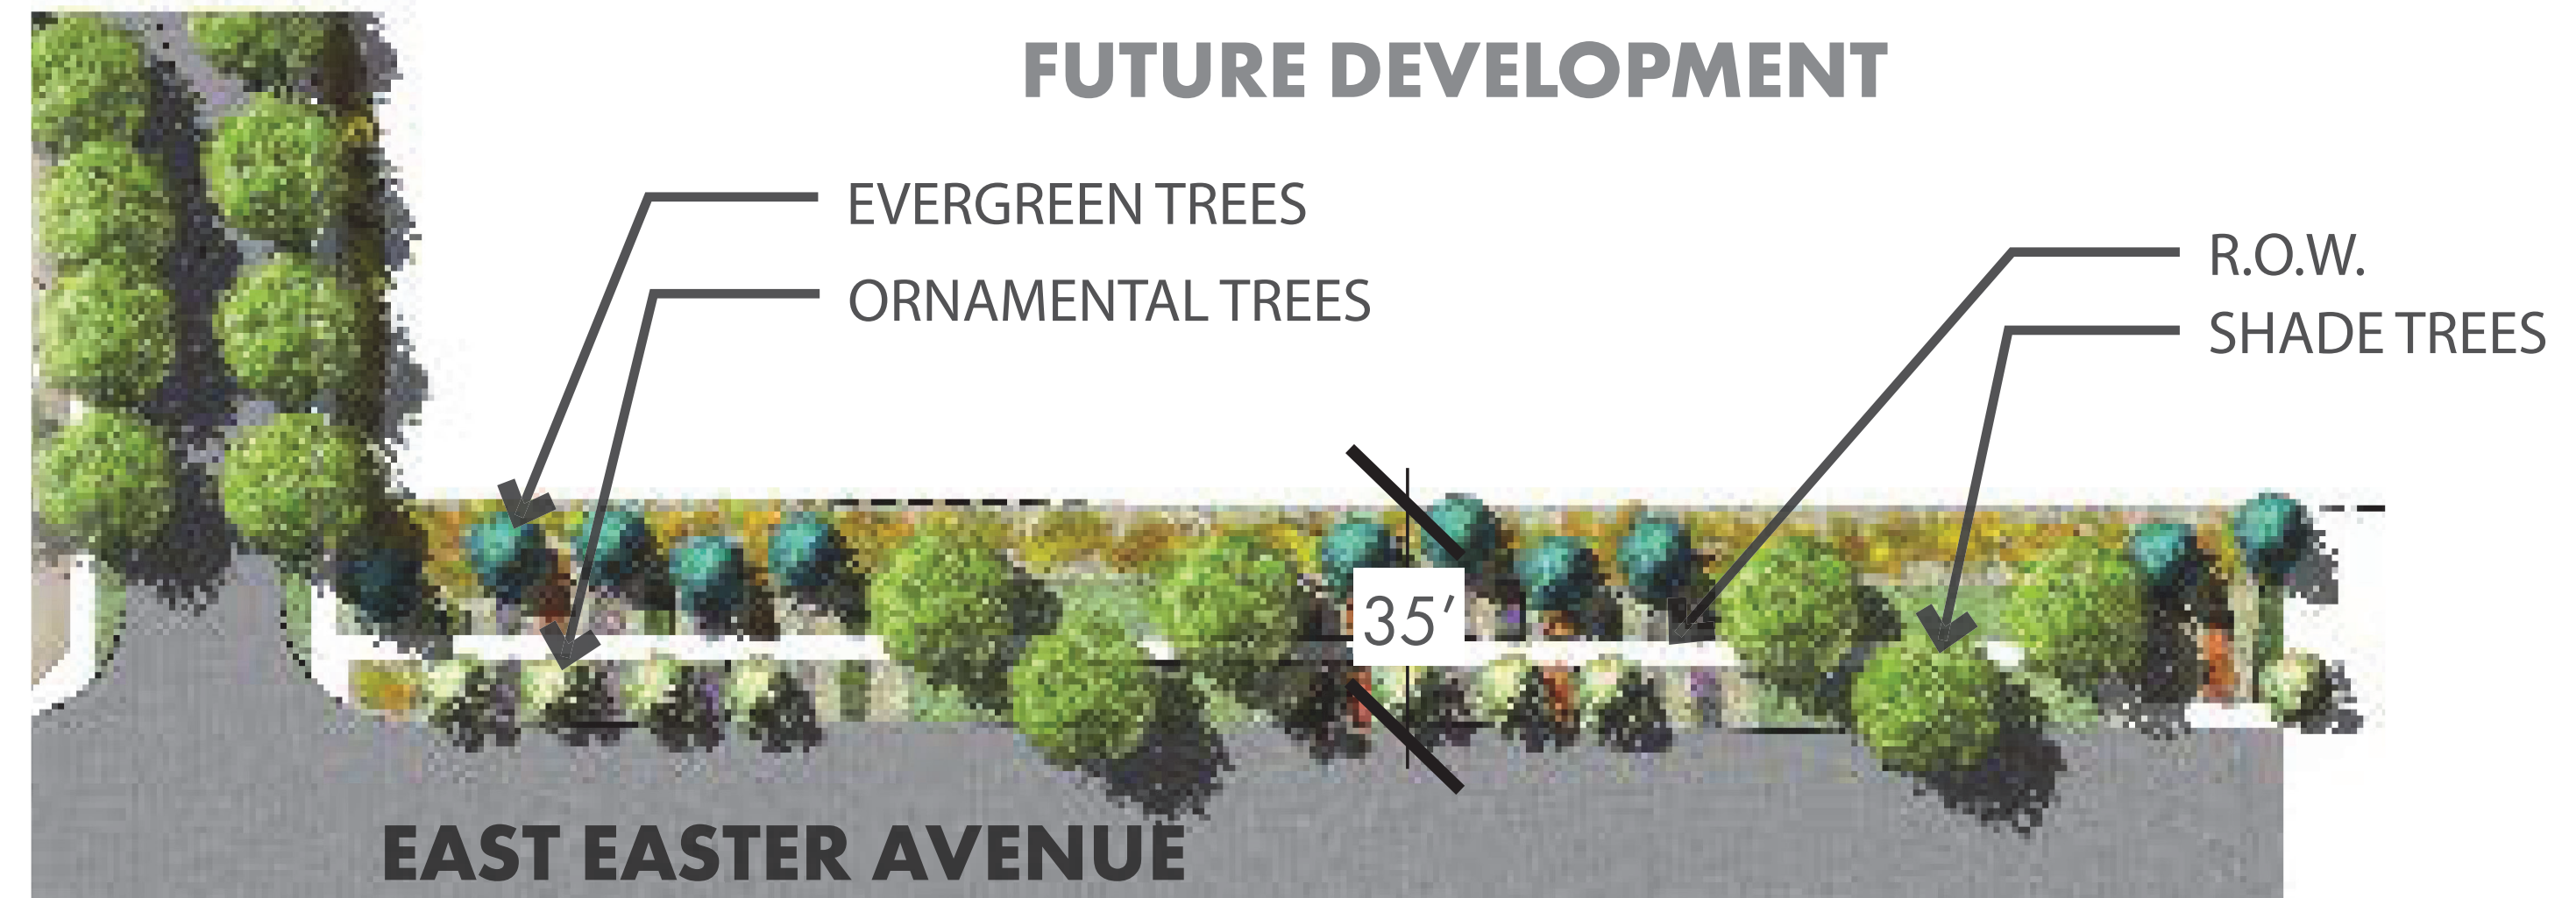 FUTURE DEVELOPMENT
EVERGREEN TREES
ORNAMENTAL TREES
R.O.W.
SHADE TREES
35′
EAST EASTER AVENUE